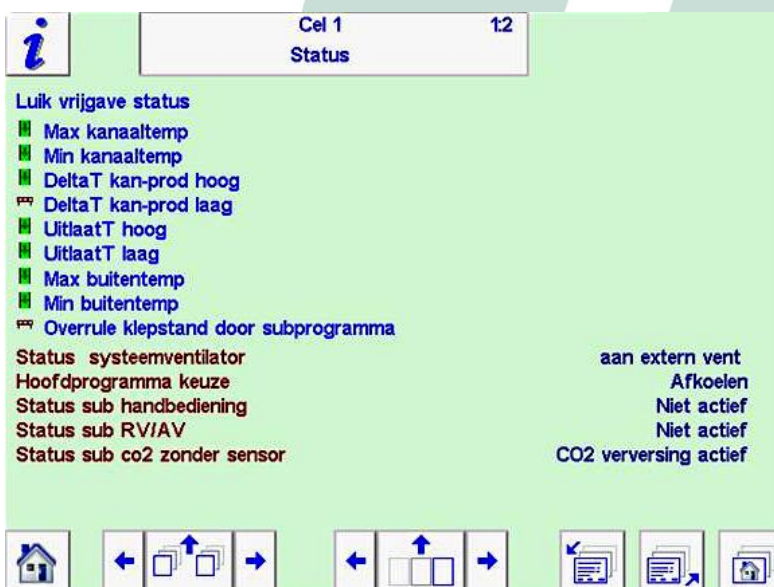 i
Cel 1 1:2
Status
Luik vrijgave status
Max kanaaltemp
Min kanaaltemp
DeltaT kan-prod hoog
DeltaT kan-prod laag
UitlaatT hoog
UitlaatT laag
Max buitentemp
Min buitentemp
Overrule klepstand door subprogramma
Status systeemventilator aan extern vent
Hoofdprogramma keuze Afkoelen
Status sub handbediening Niet actief
Status sub RV/AV Niet actief
Status sub co2 zonder sensor CO2 verversing actief